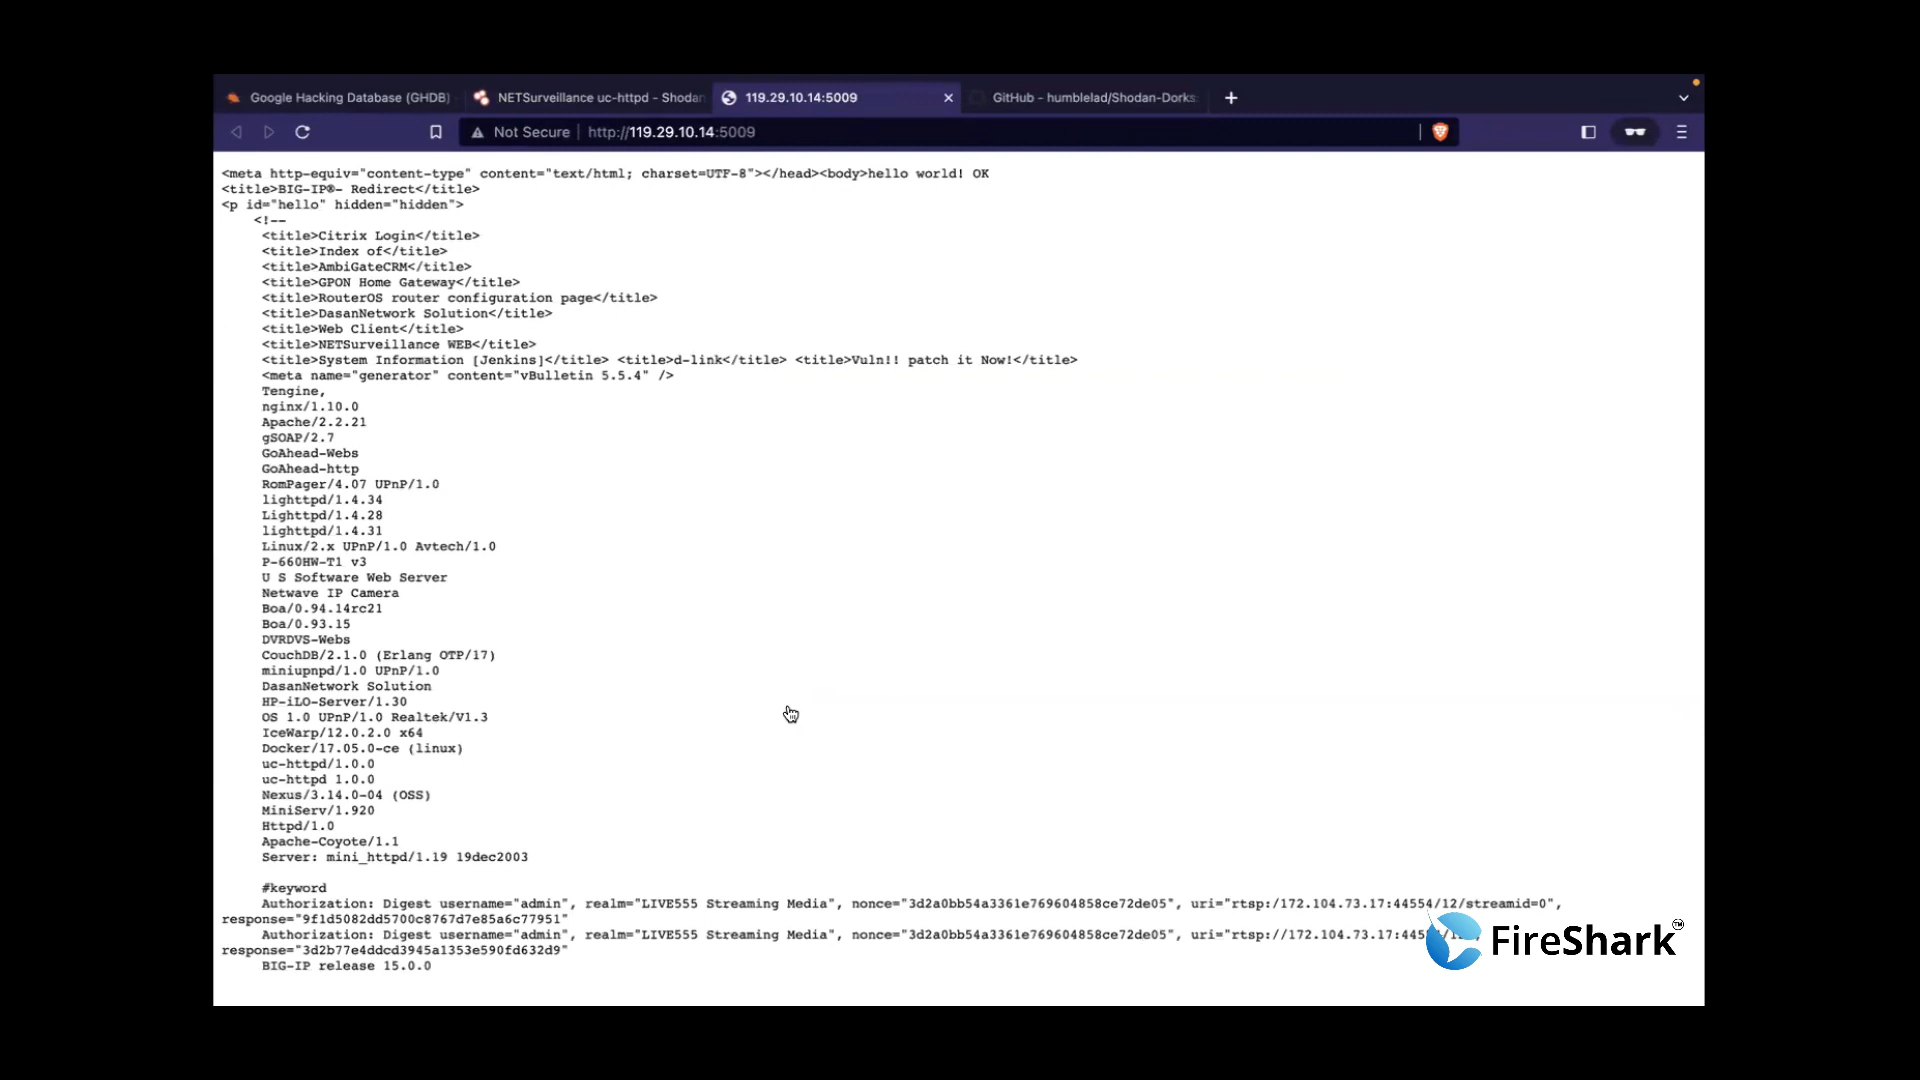 Google Hacking Database (GHDB)
NETSurveillance uc-httpd - Shodan
119.29.10.14:5009
GitHub - humblelad/Shodan-Dorks:
Not Secure
http://119.29.10.14:5009
<meta http-equiv="content-type" content="text/html; charset=UTF-8"></head><body>hello world! OK
<title>BIG-IP®- Redirect</title>
<p id="hello" hidden="hidden">
<!--
<title>Citrix Login</title>
<title>Index of</title>
<title>AmbiGateCRM</title>
<title>GPON Home Gateway</title>
<title>RouterOS router configuration page</title>
<title>DasanNetwork Solution</title>
<title>Web Client</title>
<title>NETSurveillance WEB</title>
<title>System Information [Jenkins]</title> <title>d-link</title> <title>Vuln!! patch it Now!</title>
<meta name="generator" content="vBulletin 5.5.4" />
Tengine,
nginx/1.10.0
Apache/2.2.21
gSOAP/2.7
GoAhead-Webs
GoAhead-http
RomPager/4.07 UPnP/1.0
lighttpd/1.4.34
Lighttpd/1.4.28
lighttpd/1.4.31
Linux/2.x UPnP/1.0 Avtech/1.0
P-660HW-T1 v3
U S Software Web Server
Netwave IP Camera
Boa/0.94.14rc21
Boa/0.93.15
DVRDVS-Webs
CouchDB/2.1.0 (Erlang OTP/17)
miniupnpd/1.0 UPnP/1.0
DasanNetwork Solution
HP-iLO-Server/1.30
OS 1.0 UPnP/1.0 Realtek/V1.3
IceWarp/12.0.2.0 x64
Docker/17.05.0-ce (linux)
uc-httpd/1.0.0
uc-httpd 1.0.0
Nexus/3.14.0-04 (OSS)
MiniServ/1.920
Httpd/1.0
Apache-Coyote/1.1
Server: mini_httpd/1.19 19dec2003
#keyword
Authorization: Digest username="admin", realm="LIVE555 Streaming Media", nonce="3d2a0bb54a3361e769604858ce72de05", uri="rtsp:/172.104.73.17:44554/12/streamid=0",
response="9f1d5082dd5700c8767d7e85a6c77951"
Authorization: Digest username="admin", realm="LIVE555 Streaming Media", nonce="3d2a0bb54a3361e769604858ce72de05", uri="rtsp://172.104.73.17:4455
response="3d2b77e4ddcd3945a1353e590fd632d9"
BIG-IP release 15.0.0
FireShark™